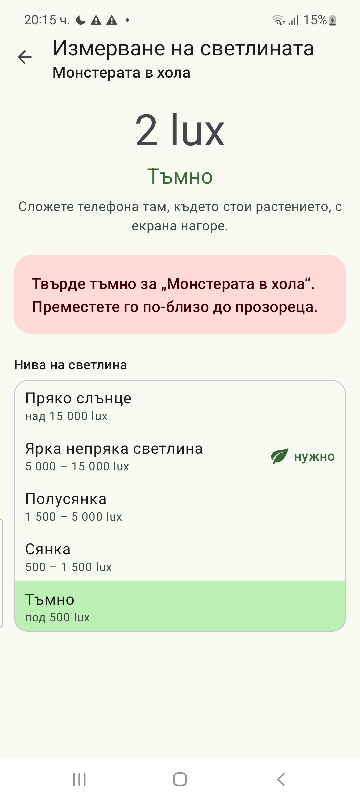 20:15 ч.
15%
Измерване на светлината
Монстерата в хола
2 lux
Тъмно
Сложете телефона там, където стои растението, с
екрана нагоре.
Твърде тъмно за „Монстерата в хола“.
Преместете го по-близо до прозореца.
Нива на светлина
Пряко слънце
над 15 000 lux
Ярка непряка светлина
5 000 – 15 000 lux
нужно
Полусянка
1 500 – 5 000 lux
Сянка
500 – 1 500 lux
Тъмно
под 500 lux